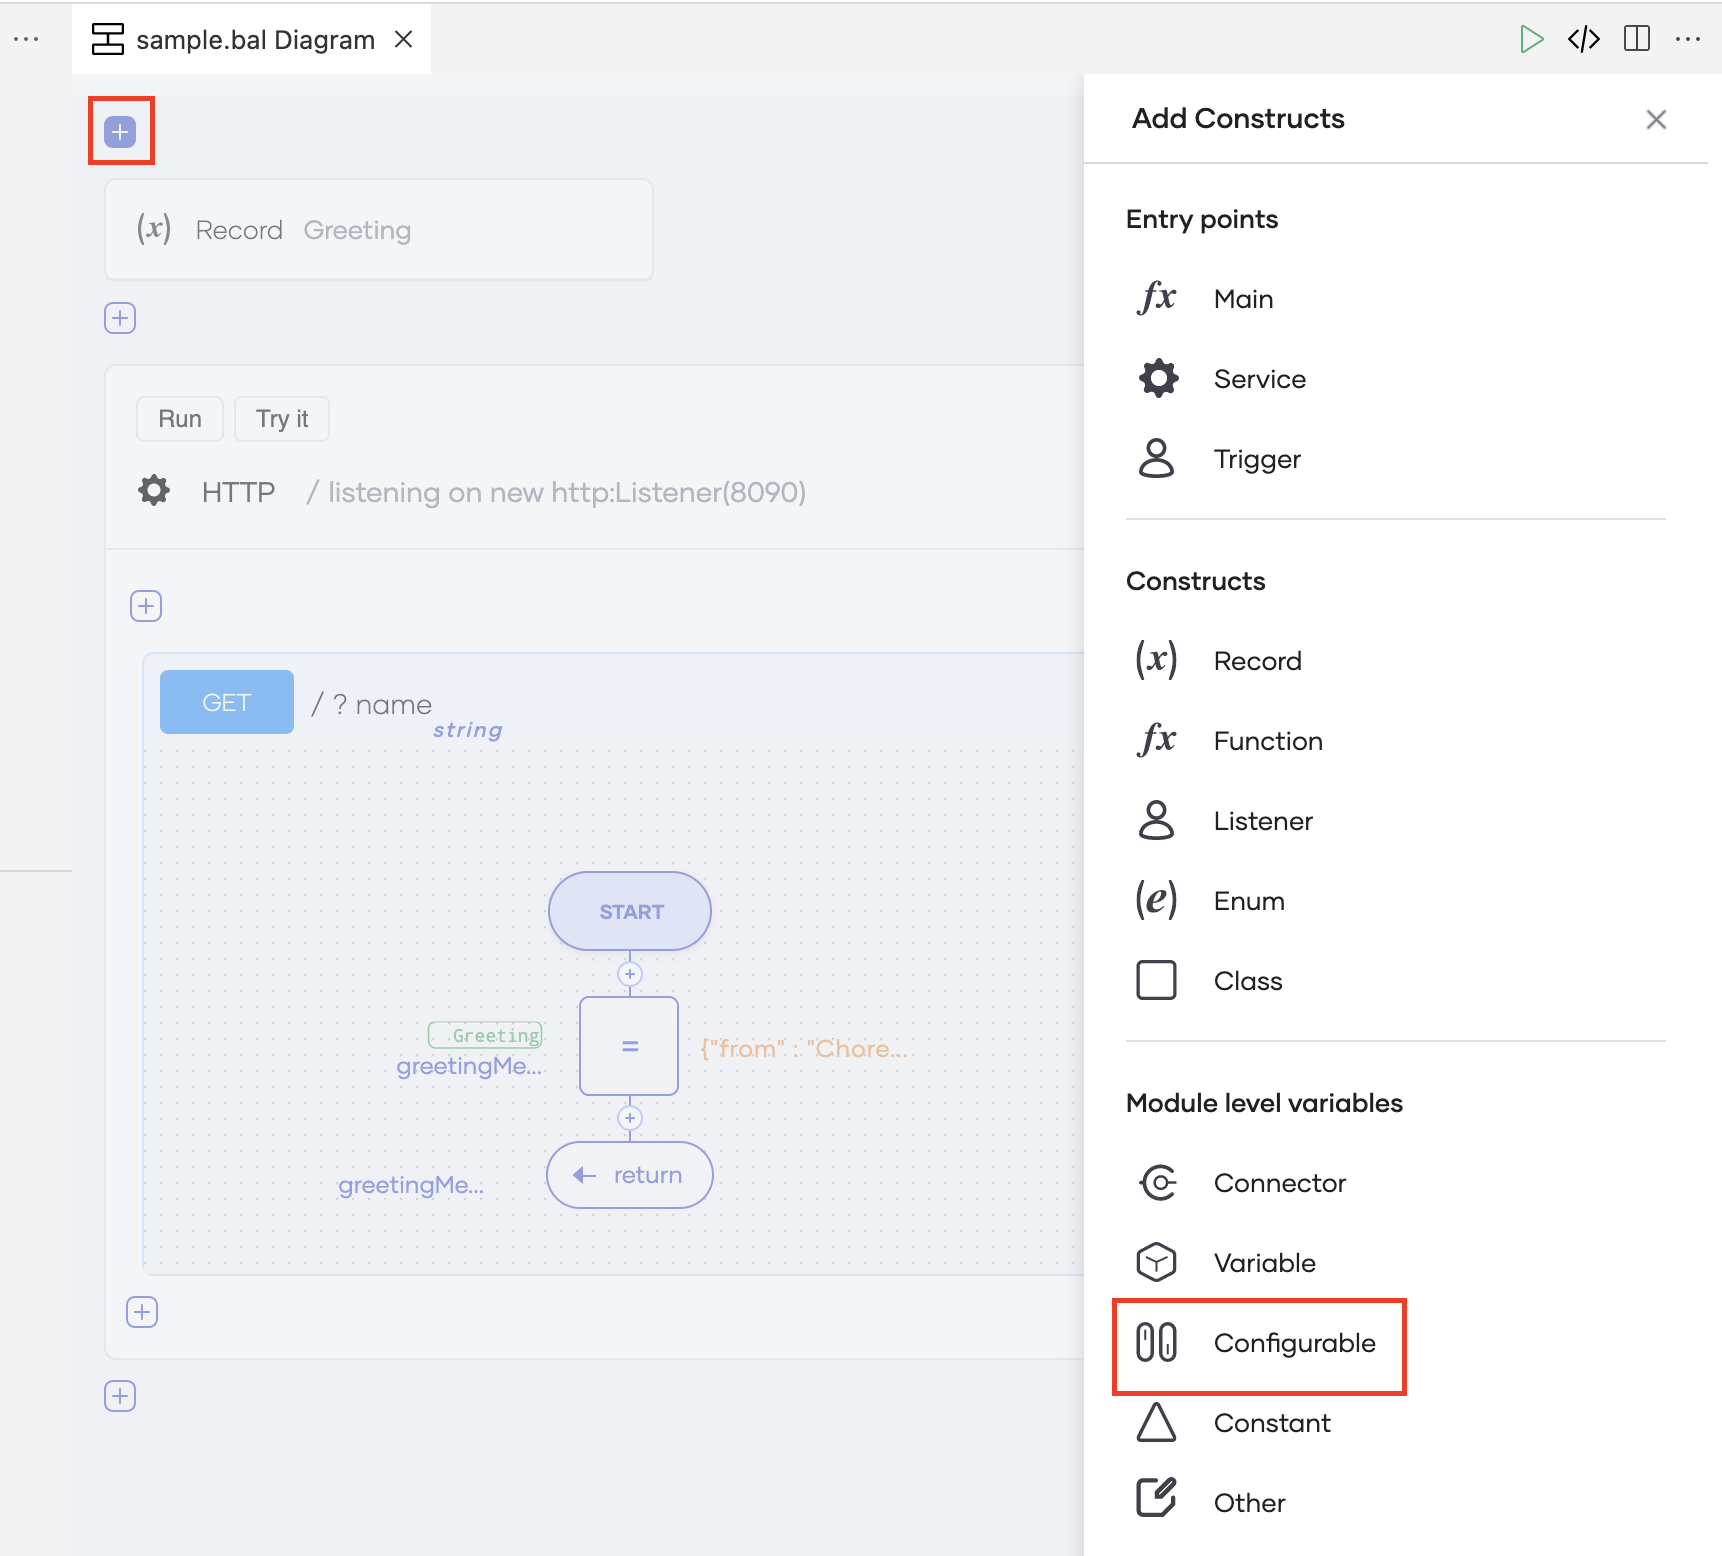 sample.bal Diagram
Record Greeting
Run Try it
HTTP / listening on new http:Listener(8090)
GET / ? name
string
START
Greeting
greetingMe...
=
{"from" : "Chore...
greetingMe...
return
Add Constructs
Entry points
fx Main
Service
Trigger
Constructs
(x) Record
fx Function
Listener
(e) Enum
Class
Module level variables
Connector
Variable
Configurable
Constant
Other